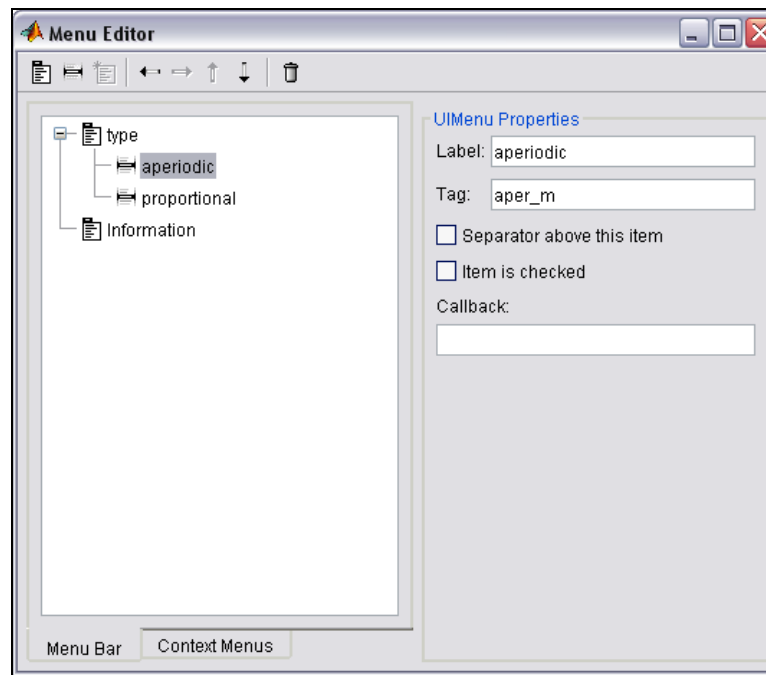 Menu Editor
type
aperiodic
proportional
Information
UIMenu Properties
Label: aperiodic
Tag: aper_m
Separator above this item
Item is checked
Callback:
Menu Bar
Context Menus